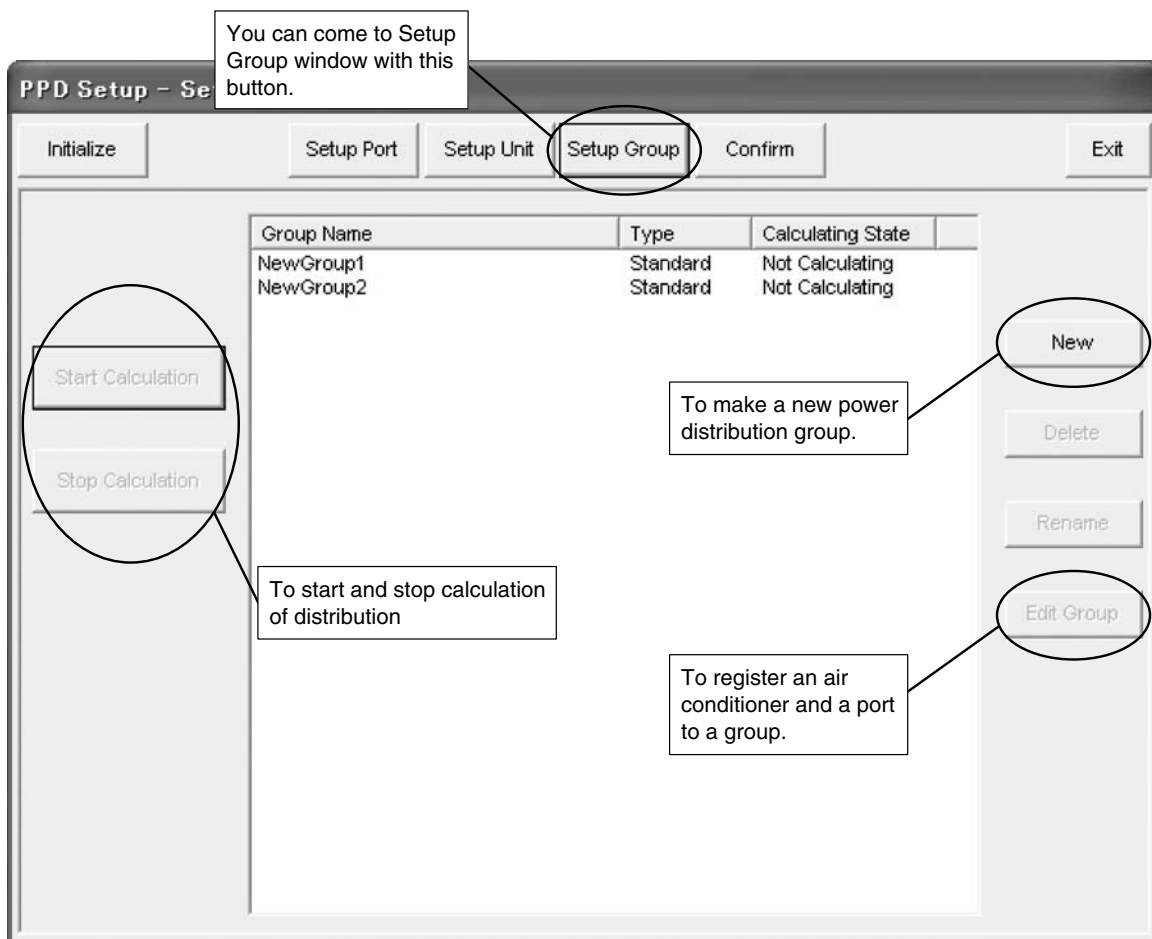 You can come to Setup
Group window with this
button.
PPD Setup – Se
Initialize
Setup Port
Setup Unit
Setup Group
Confirm
Exit
Group Name Type Calculating State
NewGroup1 Standard Not Calculating
NewGroup2 Standard Not Calculating
Start Calculation
Stop Calculation
New
Delete
Rename
Edit Group
To make a new power
distribution group.
To start and stop calculation
of distribution
To register an air
conditioner and a port
to a group.